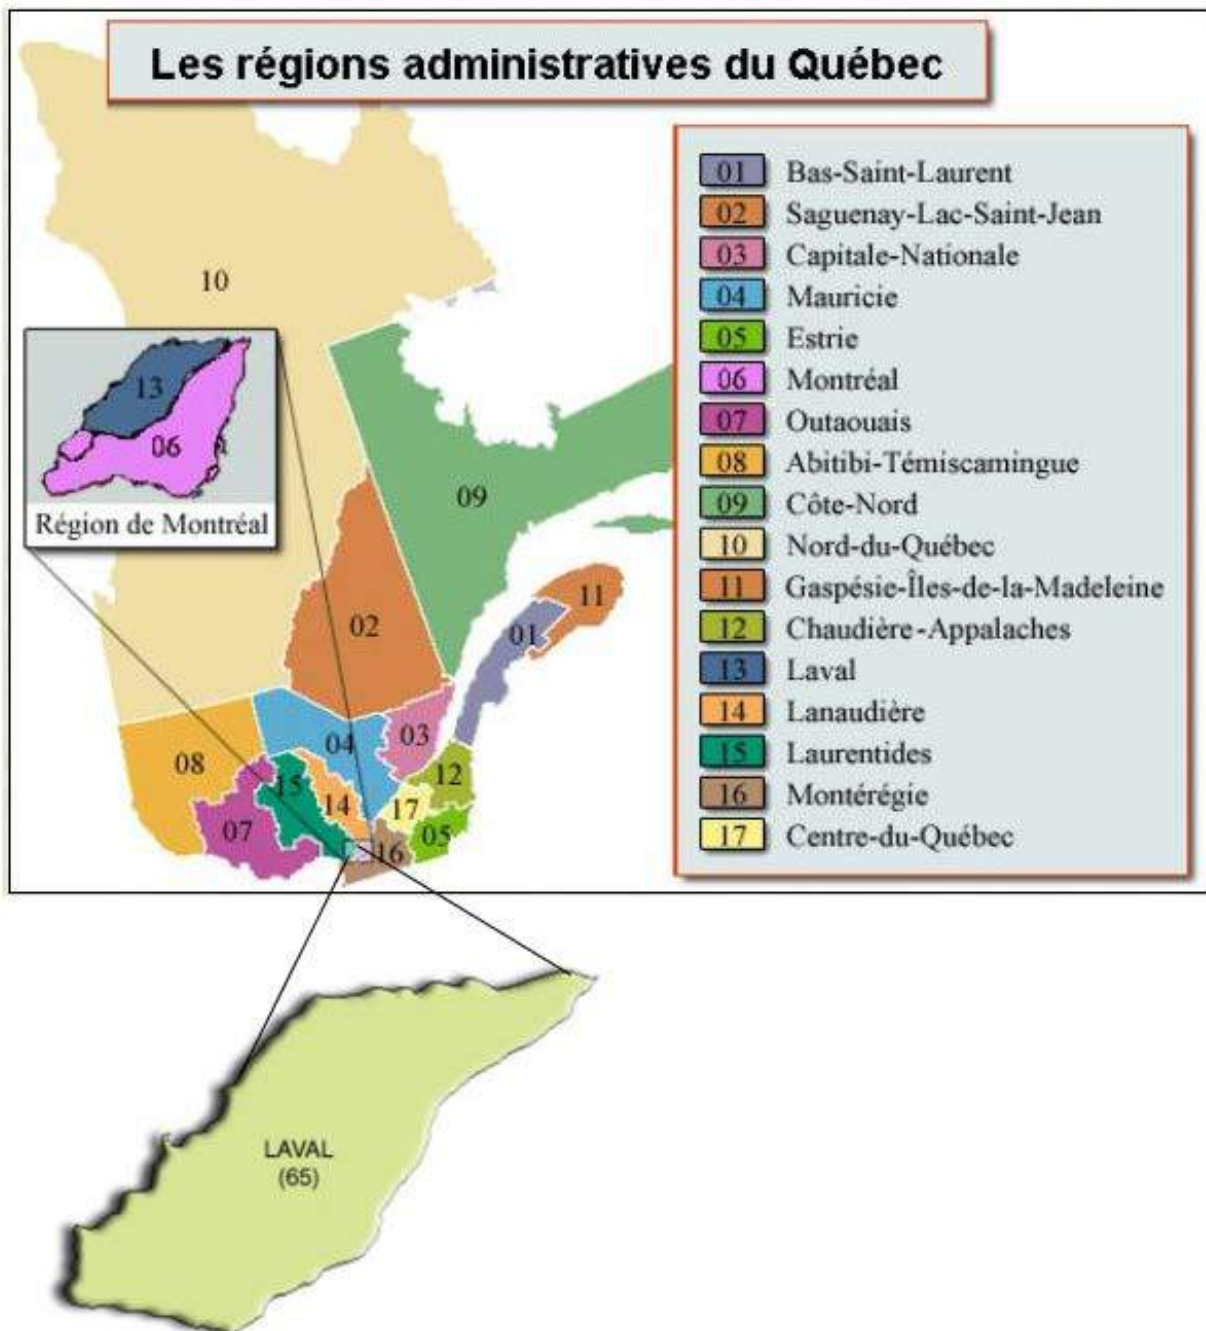 Les régions administratives du Québec
01 Bas-Saint-Laurent
02 Saguenay-Lac-Saint-Jean
03 Capitale-Nationale
04 Mauricie
05 Estrie
06 Montréal
07 Outaouais
08 Abitibi-Témiscamingue
09 Côte-Nord
10 Nord-du-Québec
11 Gaspésie-Îles-de-la-Madeleine
12 Chaudière-Appalaches
13 Laval
14 Lanaudière
15 Laurentides
16 Montérégie
17 Centre-du-Québec
10
13
06
Région de Montréal
09
11
02
01
04
03
08
12
15
14
17
07
05
16
LAVAL
(65)